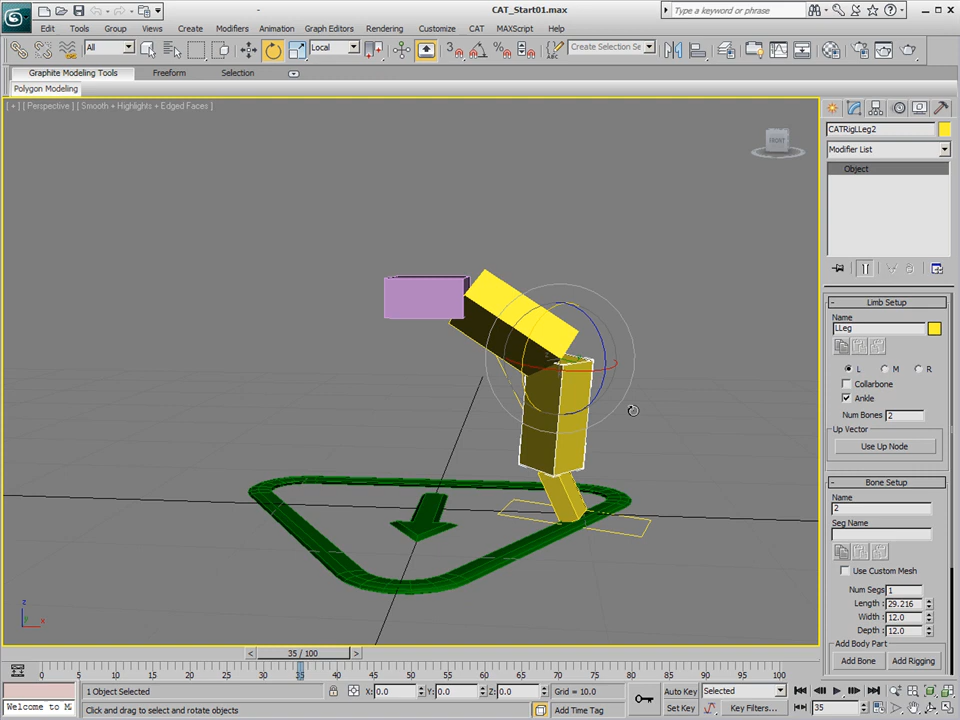 CAT_Start01.max
Type a keyword or phrase
Edit Tools Group Views Create Modifiers Animation Graph Editors Rendering Customize CAT MAXScript Help
All
Local
Create Selection Se
Graphite Modeling Tools Freeform Selection
Polygon Modeling
[ + ] [ Perspective ] [ Smooth + Highlights + Edged Faces ]
FRONT
CATRigLLeg2
Modifier List
Object
Limb Setup
Name
LLeg
L M R
Collarbone
Ankle
Num Bones 2
Up Vector
Use Up Node
Bone Setup
Name
2
Seg Name
Use Custom Mesh
Num Segs 1
Length : 29.216
Width : 12.0
Depth : 12.0
Add Body Part
Add Bone Add Rigging
z
x
< 35 / 100 >
0 5 10 15 20 25 30 35 40 45 50 55 60 65 70 75 80 85 90 95 100
1 Object Selected
X: 0.0 Y: 0.0 Z: 0.0 Grid = 10.0
Auto Key Selected
Welcome to M
Click and drag to select and rotate objects
Add Time Tag
Set Key Key Filters... 35